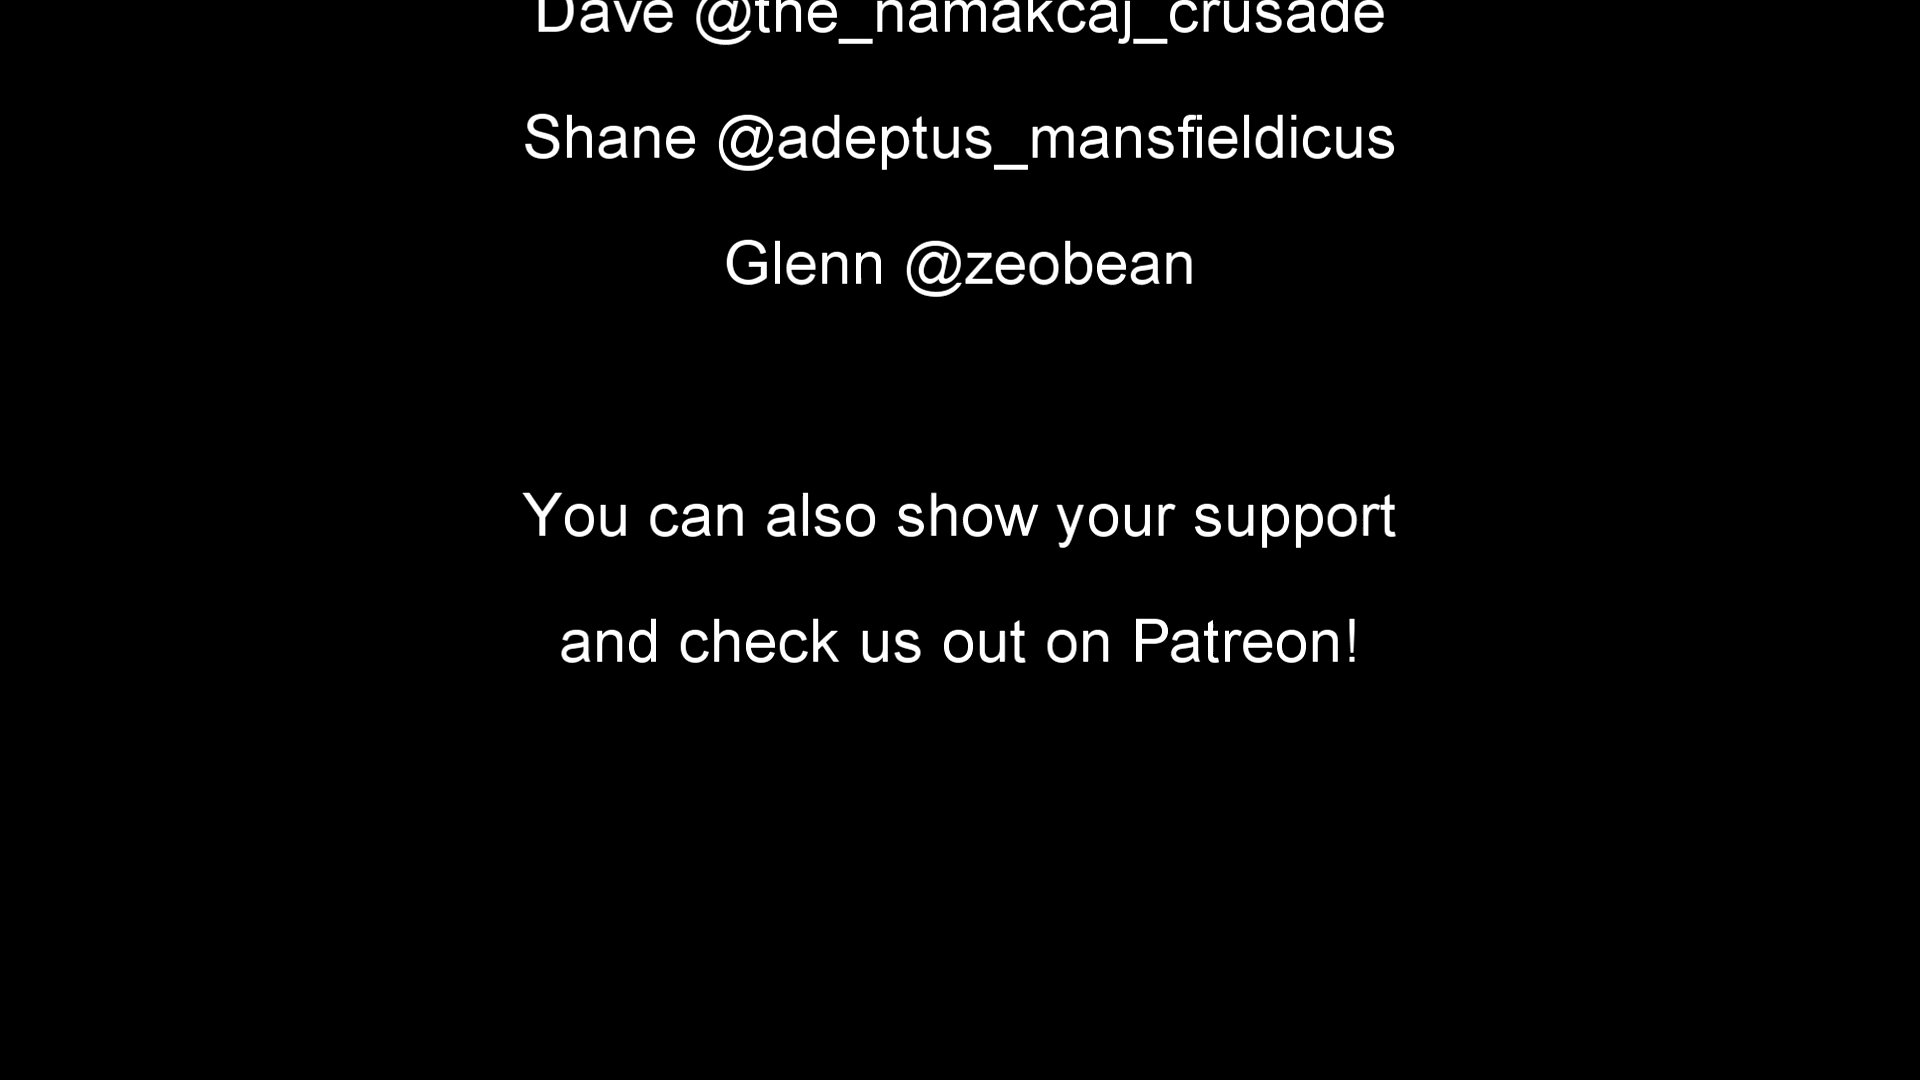 Dave @the_namakcaj_crusade
Shane @adeptus_mansfieldicus
Glenn @zeobean
You can also show your support
and check us out on Patreon!